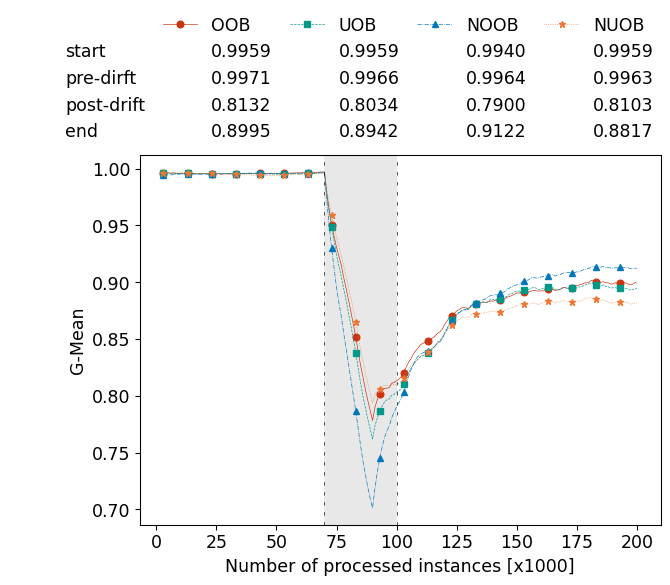 OOB UOB NOOB NUOB
start 0.9959 0.9959 0.9940 0.9959
pre-dirft 0.9971 0.9966 0.9964 0.9963
post-drift 0.8132 0.8034 0.7900 0.8103
end 0.8995 0.8942 0.9122 0.8817
1.00
0.95
0.90
0.85
0.80
0.75
0.70
G-Mean
0 25 50 75 100 125 150 175 200
Number of processed instances [x1000]